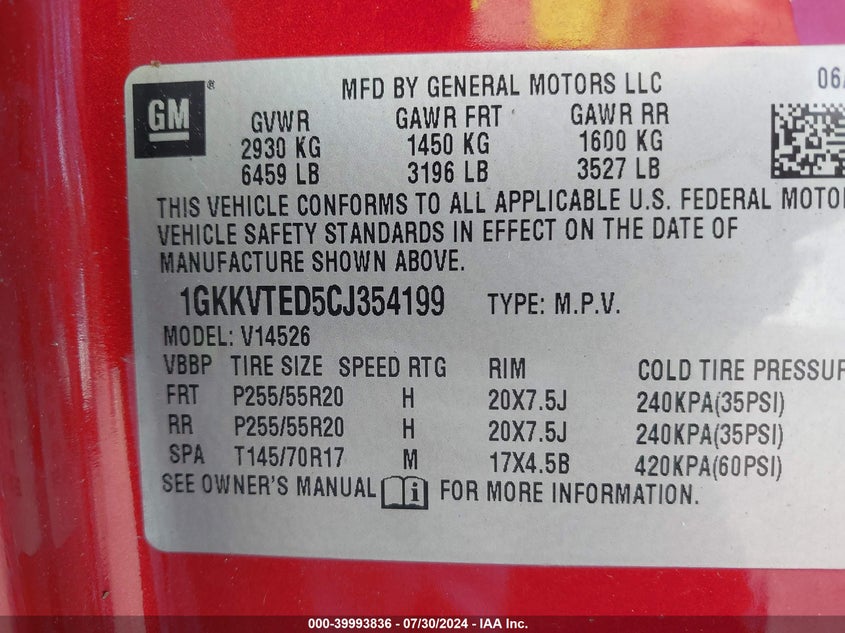 GM ®
MFD BY GENERAL MOTORS LLC 06/
GVWR GAWR FRT GAWR RR
2930 KG 1450 KG 1600 KG
6459 LB 3196 LB 3527 LB
THIS VEHICLE CONFORMS TO ALL APPLICABLE U.S. FEDERAL MOTOR
VEHICLE SAFETY STANDARDS IN EFFECT ON THE DATE OF
MANUFACTURE SHOWN ABOVE.
1GKKVTED5CJ354199 TYPE: M.P.V.
MODEL: V14526
VBBP TIRE SIZE SPEED RTG RIM COLD TIRE PRESSURE
FRT P255/55R20 H 20X7.5J 240KPA(35PSI)
RR P255/55R20 H 20X7.5J 240KPA(35PSI)
SPA T145/70R17 M 17X4.5B 420KPA(60PSI)
SEE OWNER'S MANUAL i FOR MORE INFORMATION.
000-39993836 / 07/30/2024 - IAA Inc.